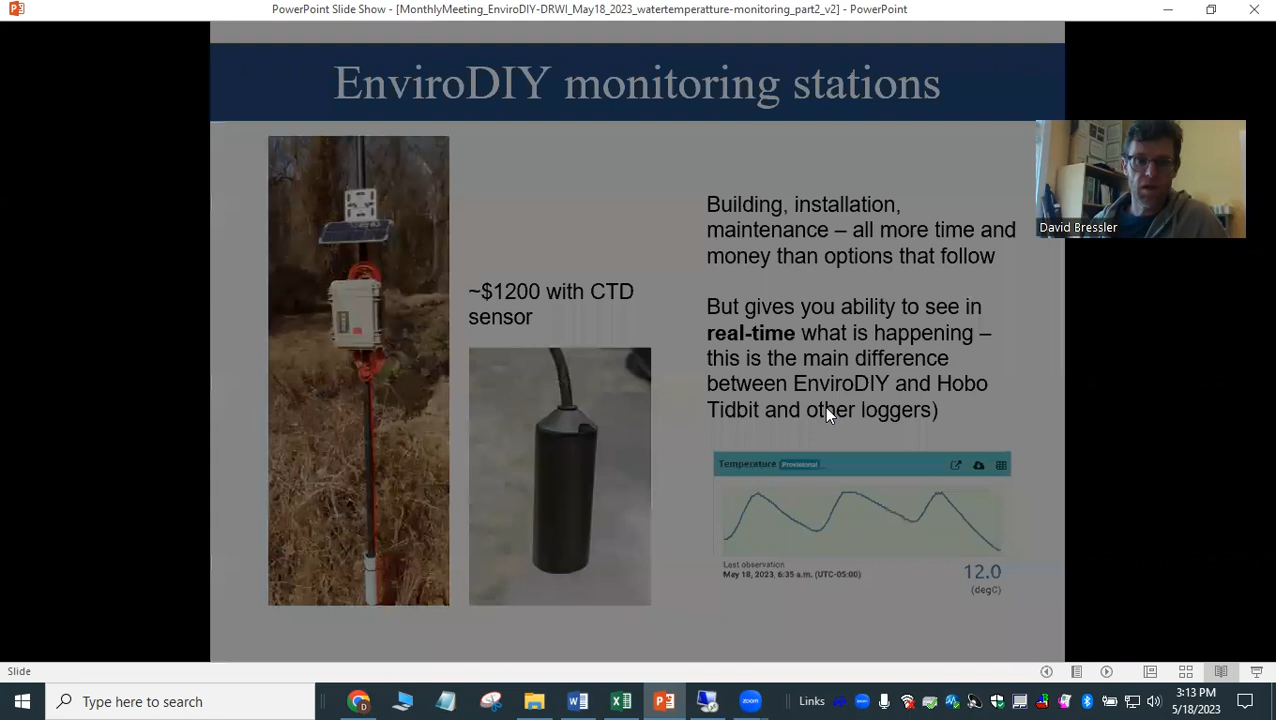 PowerPoint Slide Show - [MonthlyMeeting_EnviroDIY-DRWI_May18_2023_watertemperatture-monitoring_part2_v2] - PowerPoint
EnviroDIY monitoring stations
Building, installation,
maintenance – all more time and
money than options that follow
David Bressler
~$1200 with CTD
sensor
But gives you ability to see in
real-time what is happening –
this is the main difference
between EnviroDIY and Hobo
Tidbit and other loggers)
Temperature Provisional
Last observation
May 18, 2023, 6:35 a.m. (UTC-05:00)
12.0
(degC)
Slide
Type here to search
Links
3:13 PM
5/18/2023